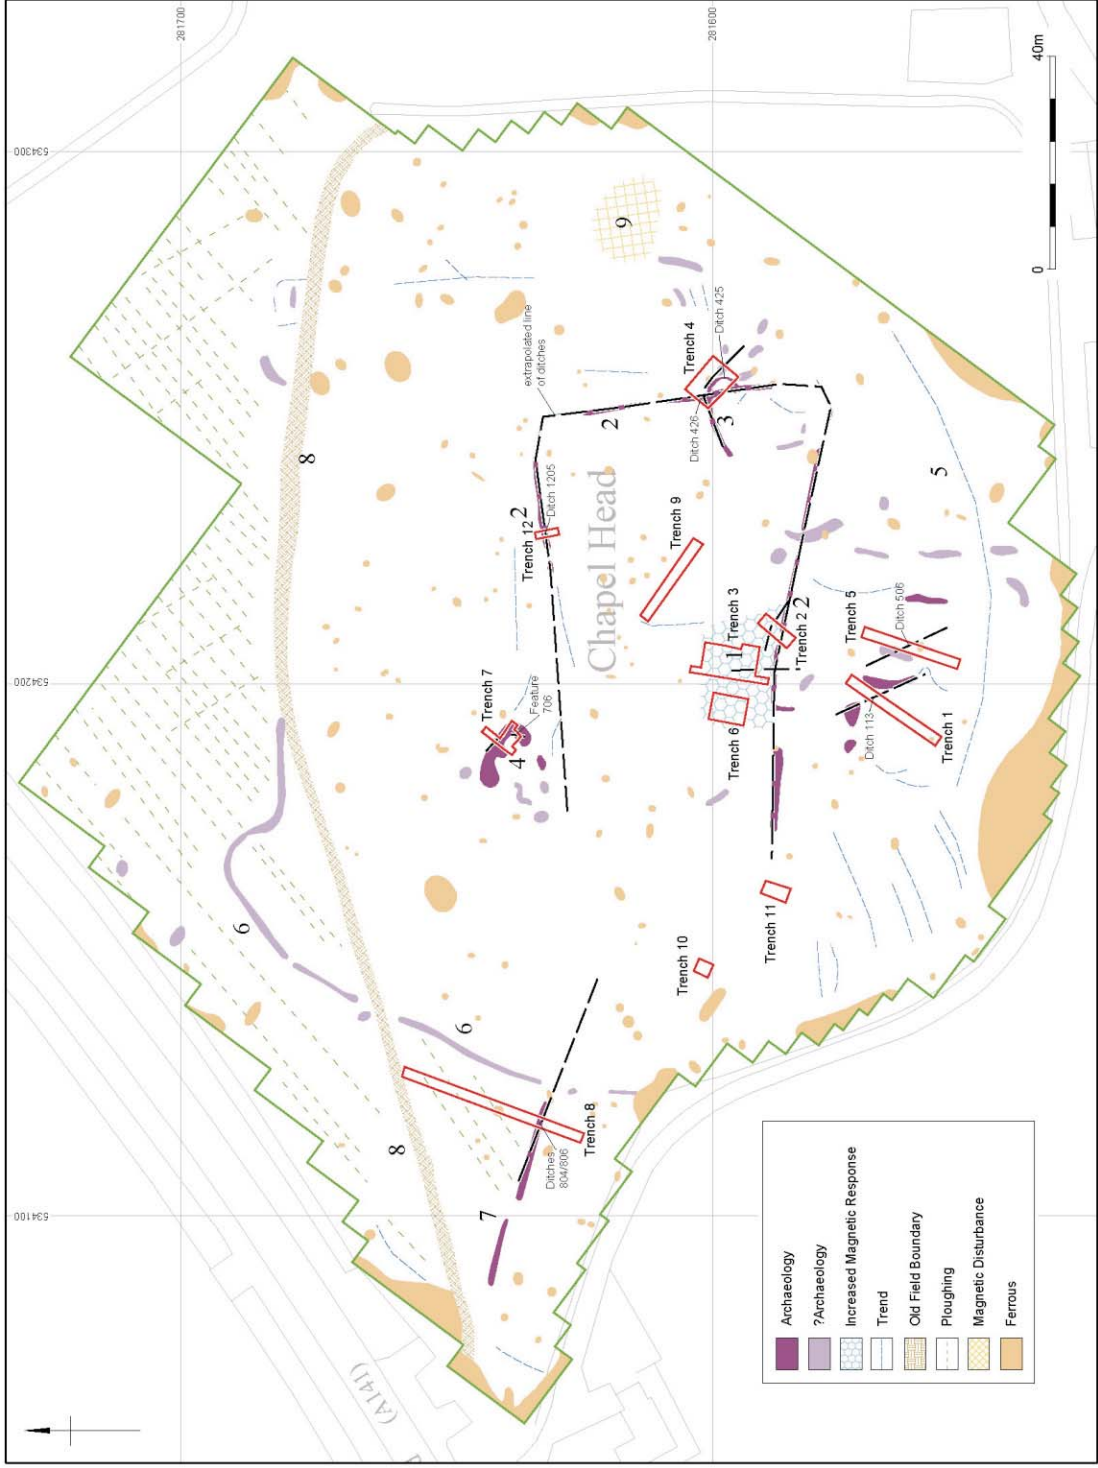 534100
534200
534300
281700
281600
(A141)
8
8
6
6
7
Trench 8
Ditches
804/806
Trench 7
Feature
706
4
Trench 12
2
Ditch 1205
extrapolated line
of ditches
2
Chapel Head
9
Trench 10
Trench 11
Trench 6
Trench 3
1
Trench 9
Trench 2
2
Trench 4
Ditch 426
Ditch 425
3
Trench 1
Ditch 113
Trench 5
Ditch 506
5
Archaeology
?Archaeology
Increased Magnetic Response
Trend
Old Field Boundary
Ploughing
Magnetic Disturbance
Ferrous
0
40m